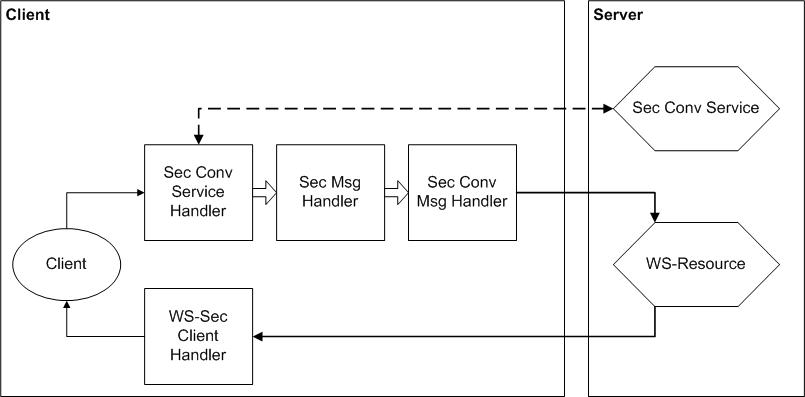 Client
Server
Sec Conv Service
Sec Conv
Service
Handler
Sec Msg
Handler
Sec Conv
Msg Handler
Client
WS-Resource
WS-Sec
Client
Handler